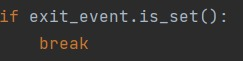 if exit_event.is_set():
    break